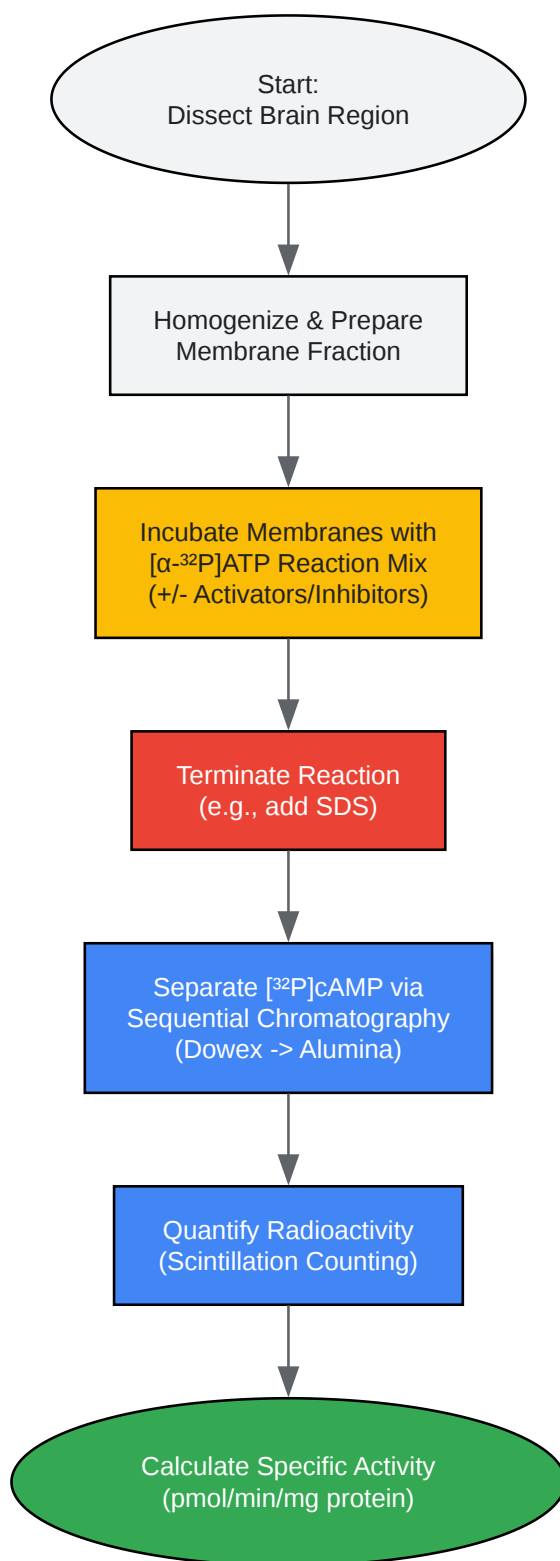 Start:
Dissect Brain Region
Homogenize & Prepare
Membrane Fraction
Incubate Membranes with
[α-³²P]ATP Reaction Mix
(+/- Activators/Inhibitors)
Terminate Reaction
(e.g., add SDS)
Separate [³²P]cAMP via
Sequential Chromatography
(Dowex -> Alumina)
Quantify Radioactivity
(Scintillation Counting)
Calculate Specific Activity
(pmol/min/mg protein)